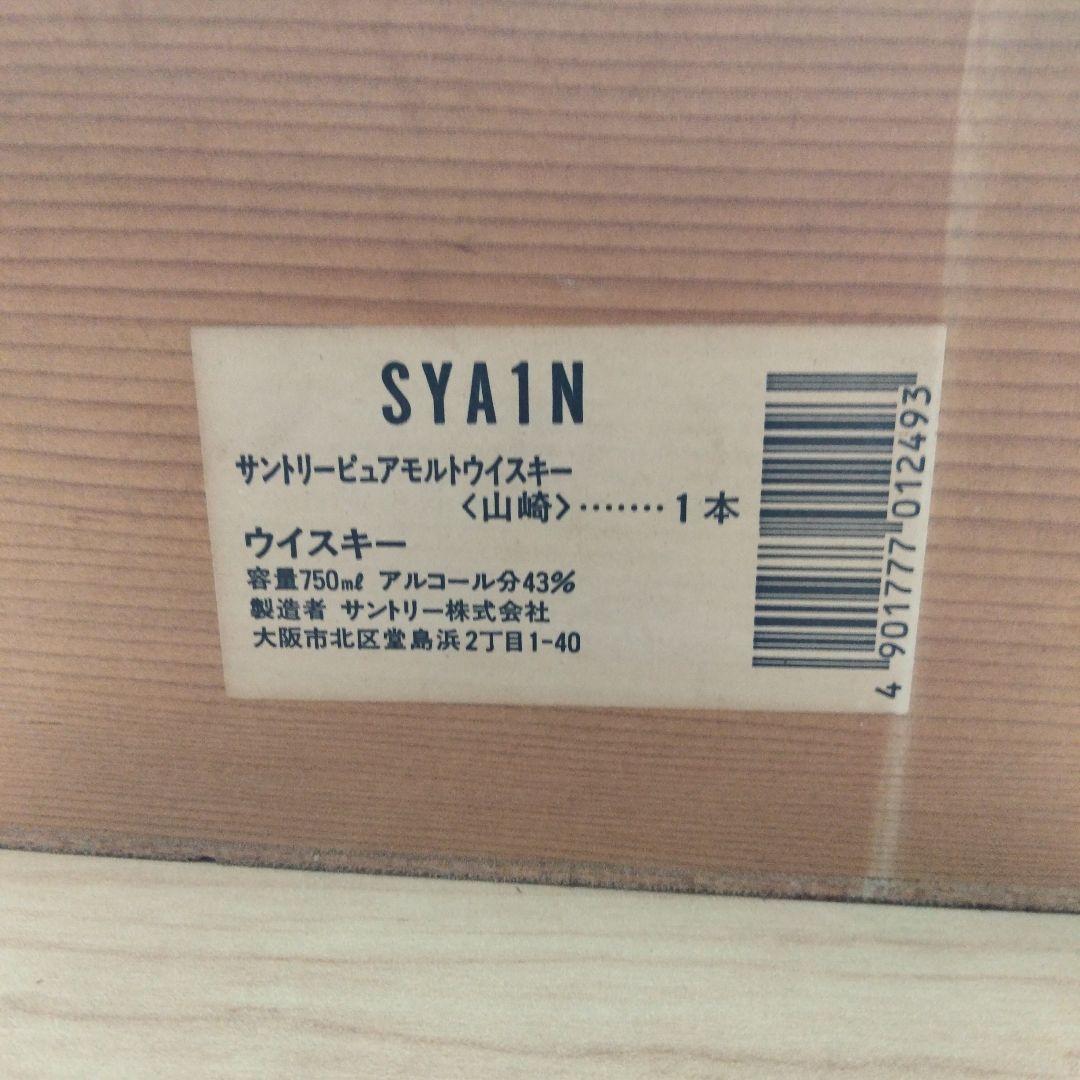 SYA1N
サントリーピュアモルトウイスキー
〈山崎〉‥‥‥‥1本
ウイスキー
容量750㎖ アルコール分43%
製造者 サントリー株式会社
大阪市北区堂島浜2丁目1-40
4901777012493